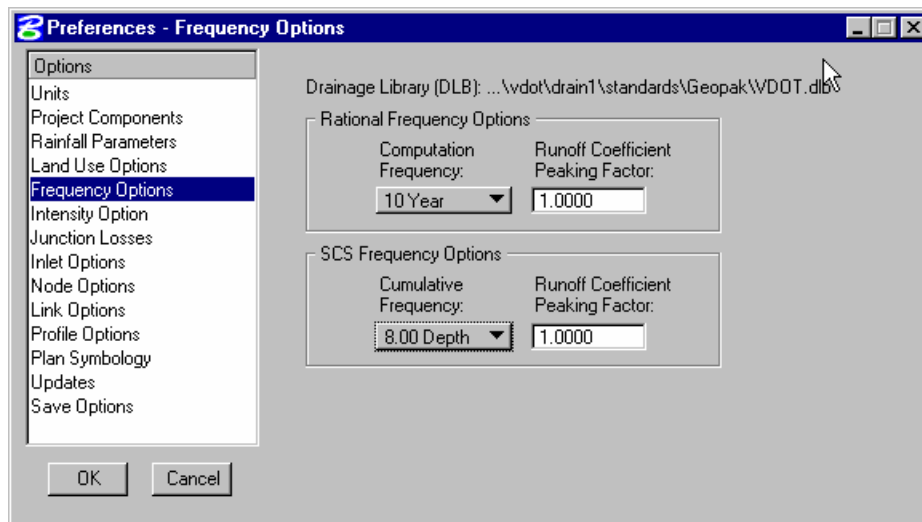 Preferences - Frequency Options
Options
Units
Project Components
Rainfall Parameters
Land Use Options
Frequency Options
Intensity Option
Junction Losses
Inlet Options
Node Options
Link Options
Profile Options
Plan Symbology
Updates
Save Options
OK Cancel
Drainage Library (DLB): ...\vdot\drain1\standards\Geopak\VDOT.dlb
Rational Frequency Options
Computation Frequency:
10 Year
Runoff Coefficient
Peaking Factor:
1.0000
SCS Frequency Options
Cumulative
Frequency:
8.00 Depth
Runoff Coefficient
Peaking Factor:
1.0000